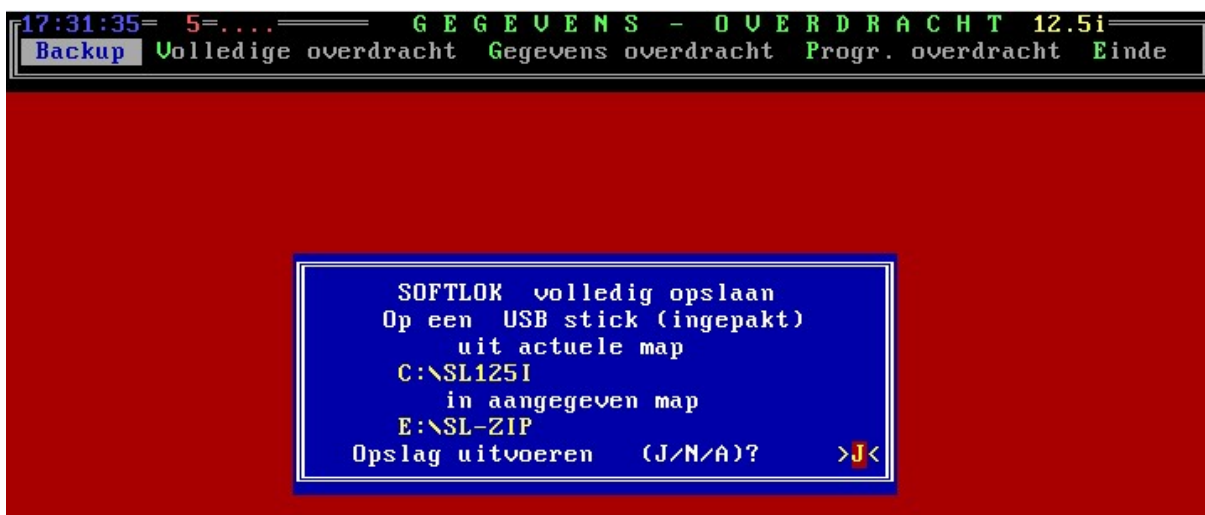 17:31:35 5=.... G E G E V E N S - O V E R D R A C H T 12.5i
Backup Volledige overdracht Gegevens overdracht Progr. overdracht Einde
SOFTLOK volledig opslaan
Op een USB stick (ingepakt)
uit actuele map
C:\SL125I
in aangegeven map
E:\SL-ZIP
Opslag uitvoeren (J/N/A)? >J<